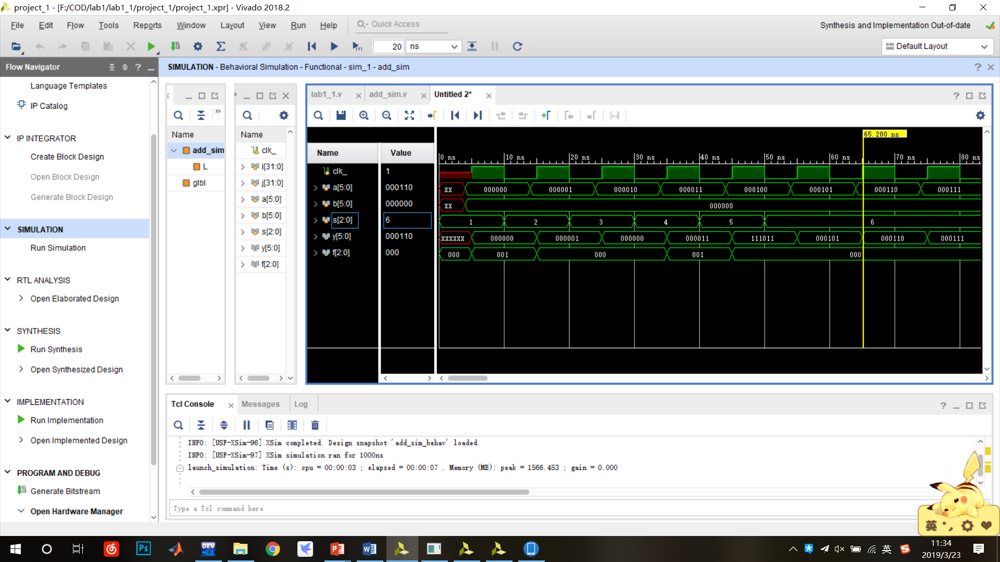 project_1 - [F:/COD/lab1/lab1_1/project_1/project_1.xpr] - Vivado 2018.2
File Edit Flow Tools Reports Window Layout View Run Help Quick Access
Synthesis and Implementation Out-of-date
20 ns
Default Layout
Flow Navigator
SIMULATION - Behavioral Simulation - Functional - sim_1 - add_sim
Language Templates
IP Catalog
IP INTEGRATOR
Create Block Design
Open Block Design
Generate Block Design
SIMULATION
Run Simulation
RTL ANALYSIS
Open Elaborated Design
SYNTHESIS
Run Synthesis
Open Synthesized Design
IMPLEMENTATION
Run Implementation
Open Implemented Design
PROGRAM AND DEBUG
Generate Bitstream
Open Hardware Manager
Name
add_sim
L
glbl
Name
clk_
i[31:0]
j[31:0]
a[5:0]
b[5:0]
s[2:0]
y[5:0]
f[2:0]
lab1_1.v add_sim.v Untitled 2*
65.200 ns
Name Value
0 ns 10 ns 20 ns 30 ns 40 ns 50 ns 60 ns 70 ns 80 ns
clk_ 1
a[5:0] 000110 XX 000000 000001 000010 000011 000100 000101 000110 000111
b[5:0] 000000 XX 000000
s[2:0] 6 1 2 3 4 5 6
y[5:0] 000110 XXXXXX 000000 000001 000000 000011 111011 000101 000110 000111
f[2:0] 000 000 001 000 001 000
Tcl Console Messages Log
INFO: [USF-XSim-96] XSim completed. Design snapshot 'add_sim_behav' loaded.
INFO: [USF-XSim-97] XSim simulation ran for 1000ns
launch_simulation: Time (s): cpu = 00:00:03 ; elapsed = 00:00:07 . Memory (MB): peak = 1566.453 ; gain = 0.000
Type a Tcl command here
英
Ps
DEV
C++
英
11:34
2019/3/23